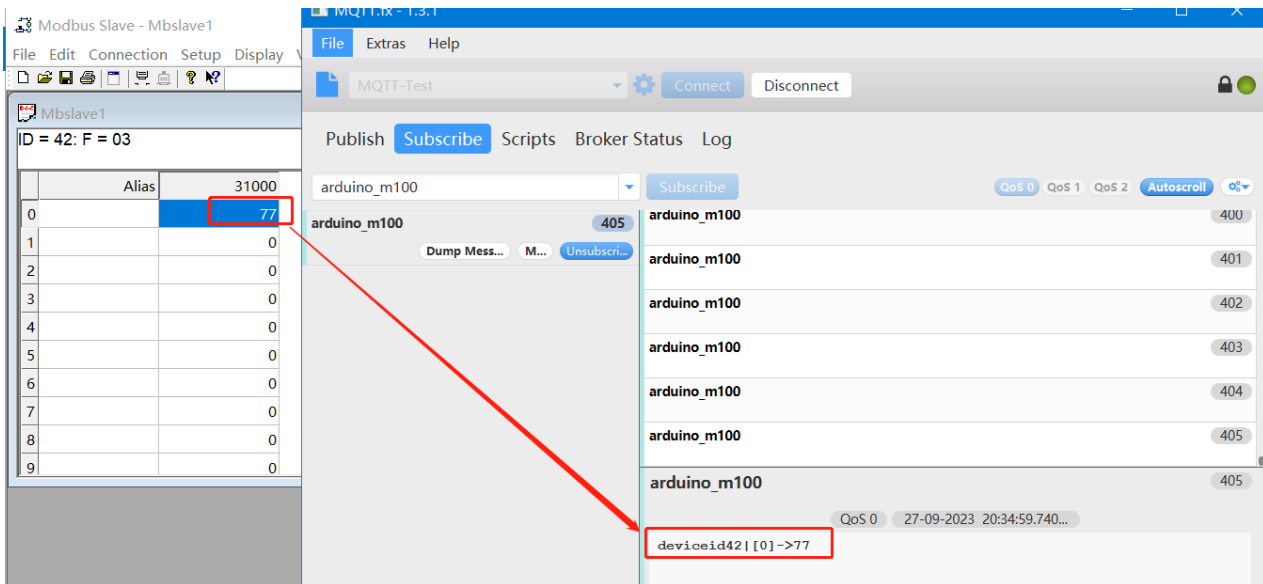 Modbus Slave - Mbslave1
File Edit Connection Setup Display
Mbslave1
ID = 42: F = 03
Alias 31000
0 77
1 0
2 0
3 0
4 0
5 0
6 0
7 0
8 0
9 0
MQTT.fx - 1.3.1
File Extras Help
MQTT-Test Connect Disconnect
Publish Subscribe Scripts Broker Status Log
arduino_m100 Subscribe QoS 0 QoS 1 QoS 2 Autoscroll
arduino_m100 405
Dump Mess... M... Unsubscri...
arduino_m100 400
arduino_m100 401
arduino_m100 402
arduino_m100 403
arduino_m100 404
arduino_m100 405
arduino_m100 405
QoS 0 27-09-2023 20:34:59.740...
deviceid42|[0]->77